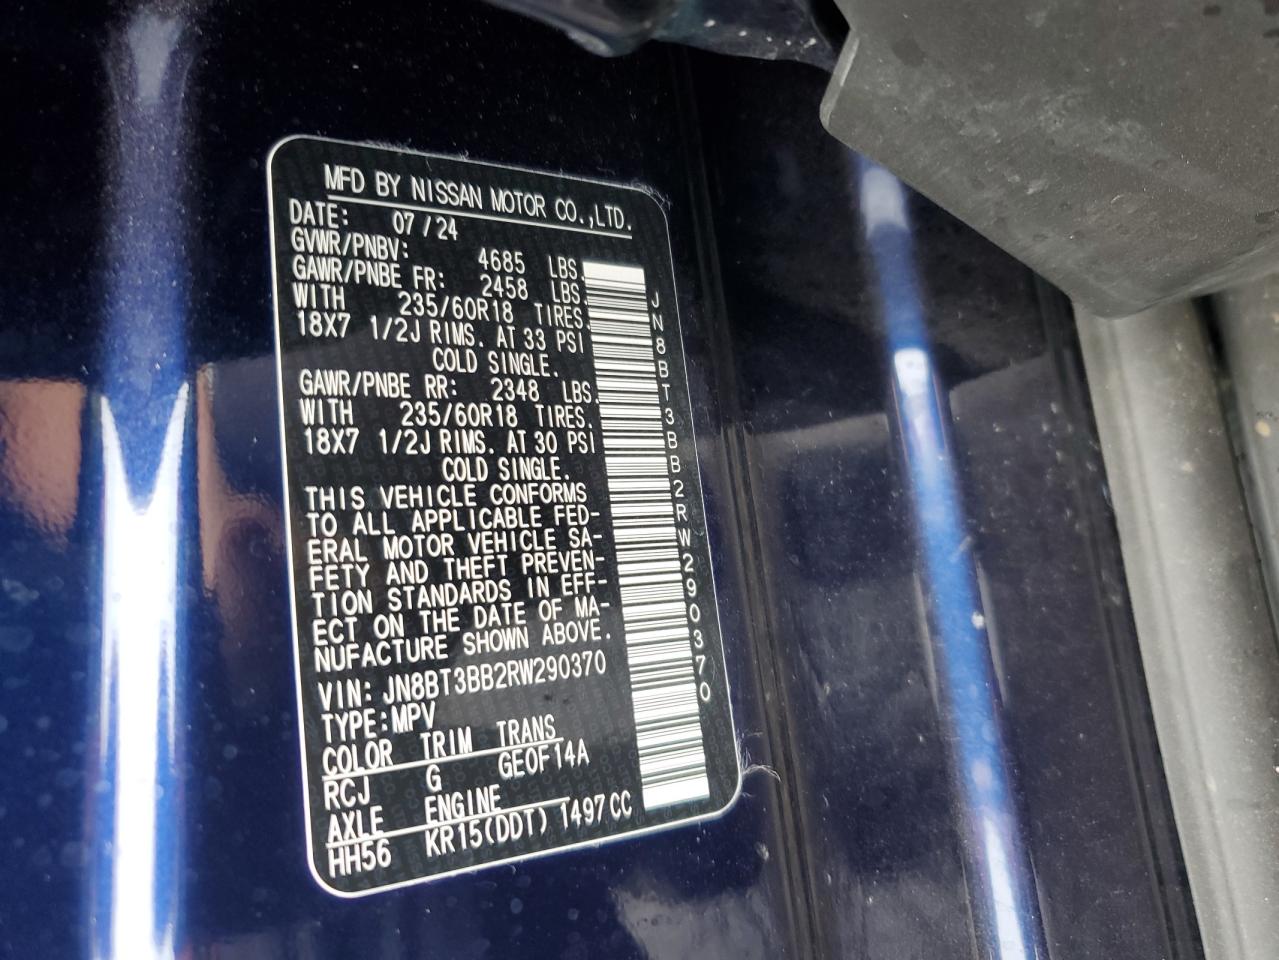 MFD BY NISSAN MOTOR CO.,LTD.
DATE: 07/24
GVWR/PNBV: 4685 LBS.
GAWR/PNBE FR: 2458 LBS.
WITH 235/60R18 TIRES.
18X7 1/2J RIMS. AT 33 PSI
COLD SINGLE.
GAWR/PNBE RR: 2348 LBS.
WITH 235/60R18 TIRES.
18X7 1/2J RIMS. AT 30 PSI
COLD SINGLE.
THIS VEHICLE CONFORMS
TO ALL APPLICABLE FED-
ERAL MOTOR VEHICLE SA-
FETY AND THEFT PREVEN-
TION STANDARDS IN EFF-
ECT ON THE DATE OF MA-
NUFACTURE SHOWN ABOVE.
VIN: JN8BT3BB2RW290370
TYPE:MPV
COLOR TRIM TRANS
RCJ G GE0F14A
AXLE ENGINE
HH56 KR15(DDT) 1497CC
JN8BT3BB2RW290370